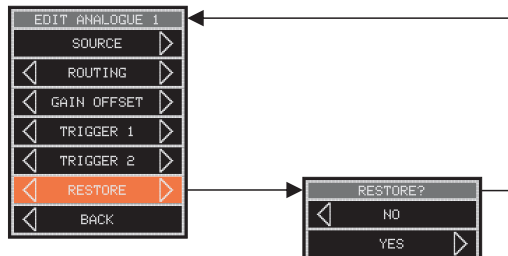 EDIT ANALOGUE 1
SOURCE
ROUTING
GAIN OFFSET
TRIGGER 1
TRIGGER 2
RESTORE
BACK
RESTORE?
NO
YES